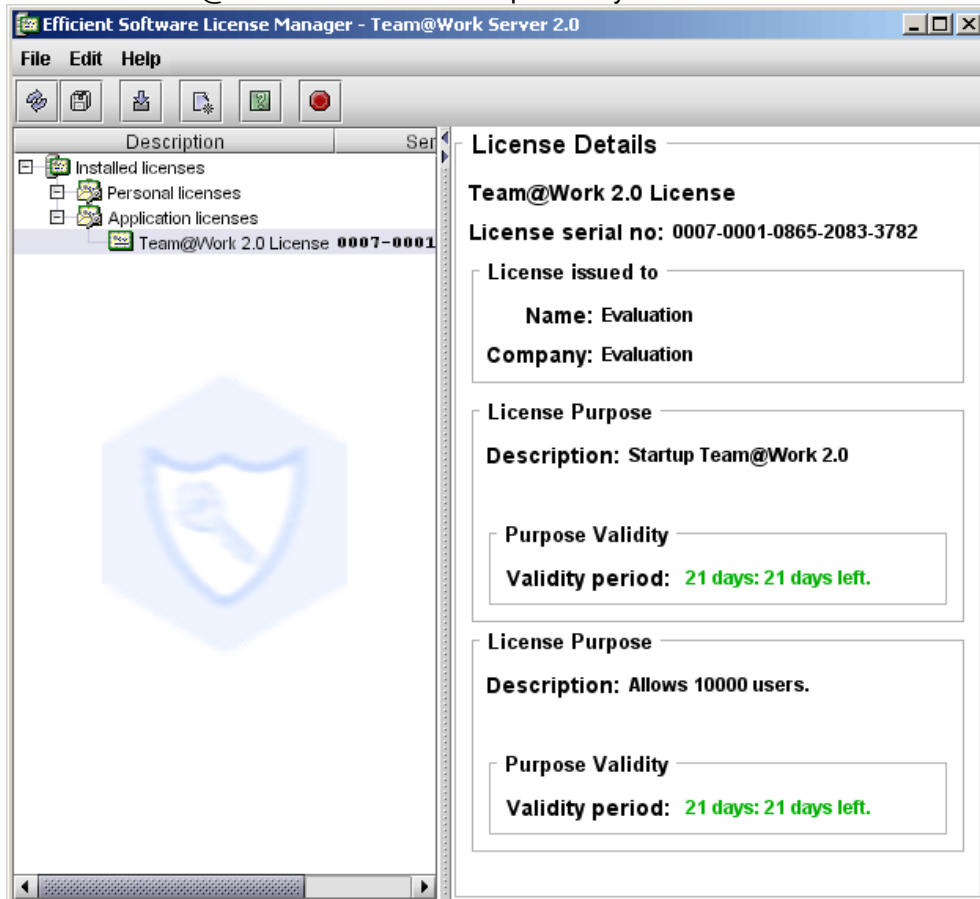 Efficient Software License Manager - Team@Work Server 2.0
File Edit Help
Description Ser
Installed licenses
Personal licenses
Application licenses
Team@Work 2.0 License 0007-0001
License Details
Team@Work 2.0 License
License serial no: 0007-0001-0865-2083-3782
License issued to
Name: Evaluation
Company: Evaluation
License Purpose
Description: Startup Team@Work 2.0
Purpose Validity
Validity period: 21 days: 21 days left.
License Purpose
Description: Allows 10000 users.
Purpose Validity
Validity period: 21 days: 21 days left.